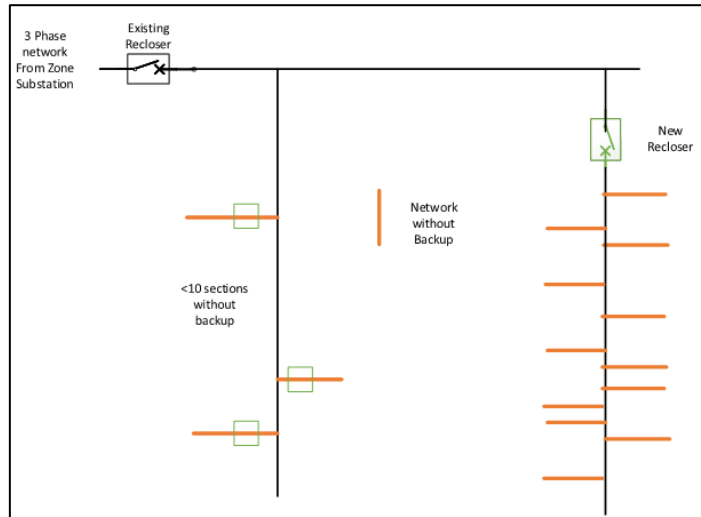 3 Phase
network
From Zone
Substation
Existing
Recloser
New
Recloser
Network
without
Backup
<10 sections
without
backup